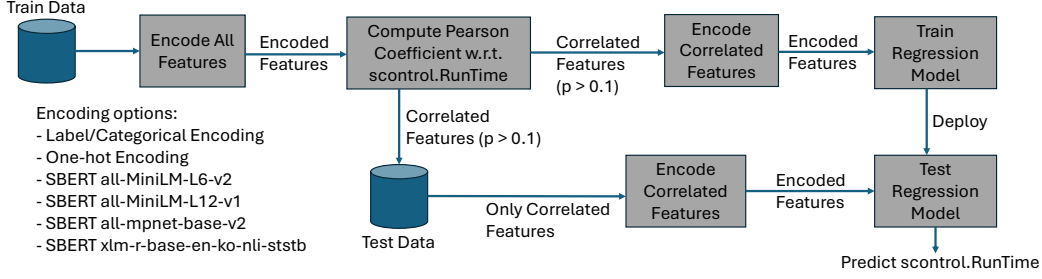 Train Data
Encode All
Features
Encoded
Features
Compute Pearson
Coefficient w.r.t.
scontrol.RunTime
Correlated
Features
(p > 0.1)
Encode
Correlated
Features
Encoded
Features
Train
Regression
Model
Encoding options:
- Label/Categorical Encoding
- One-hot Encoding
- SBERT all-MiniLM-L6-v2
- SBERT all-MiniLM-L12-v1
- SBERT all-mpnet-base-v2
- SBERT xlm-r-base-en-ko-nli-ststb
Correlated
Features (p > 0.1)
Deploy
Test Data
Only Correlated
Features
Encode
Correlated
Features
Encoded
Features
Test
Regression
Model
Predict scontrol.RunTime